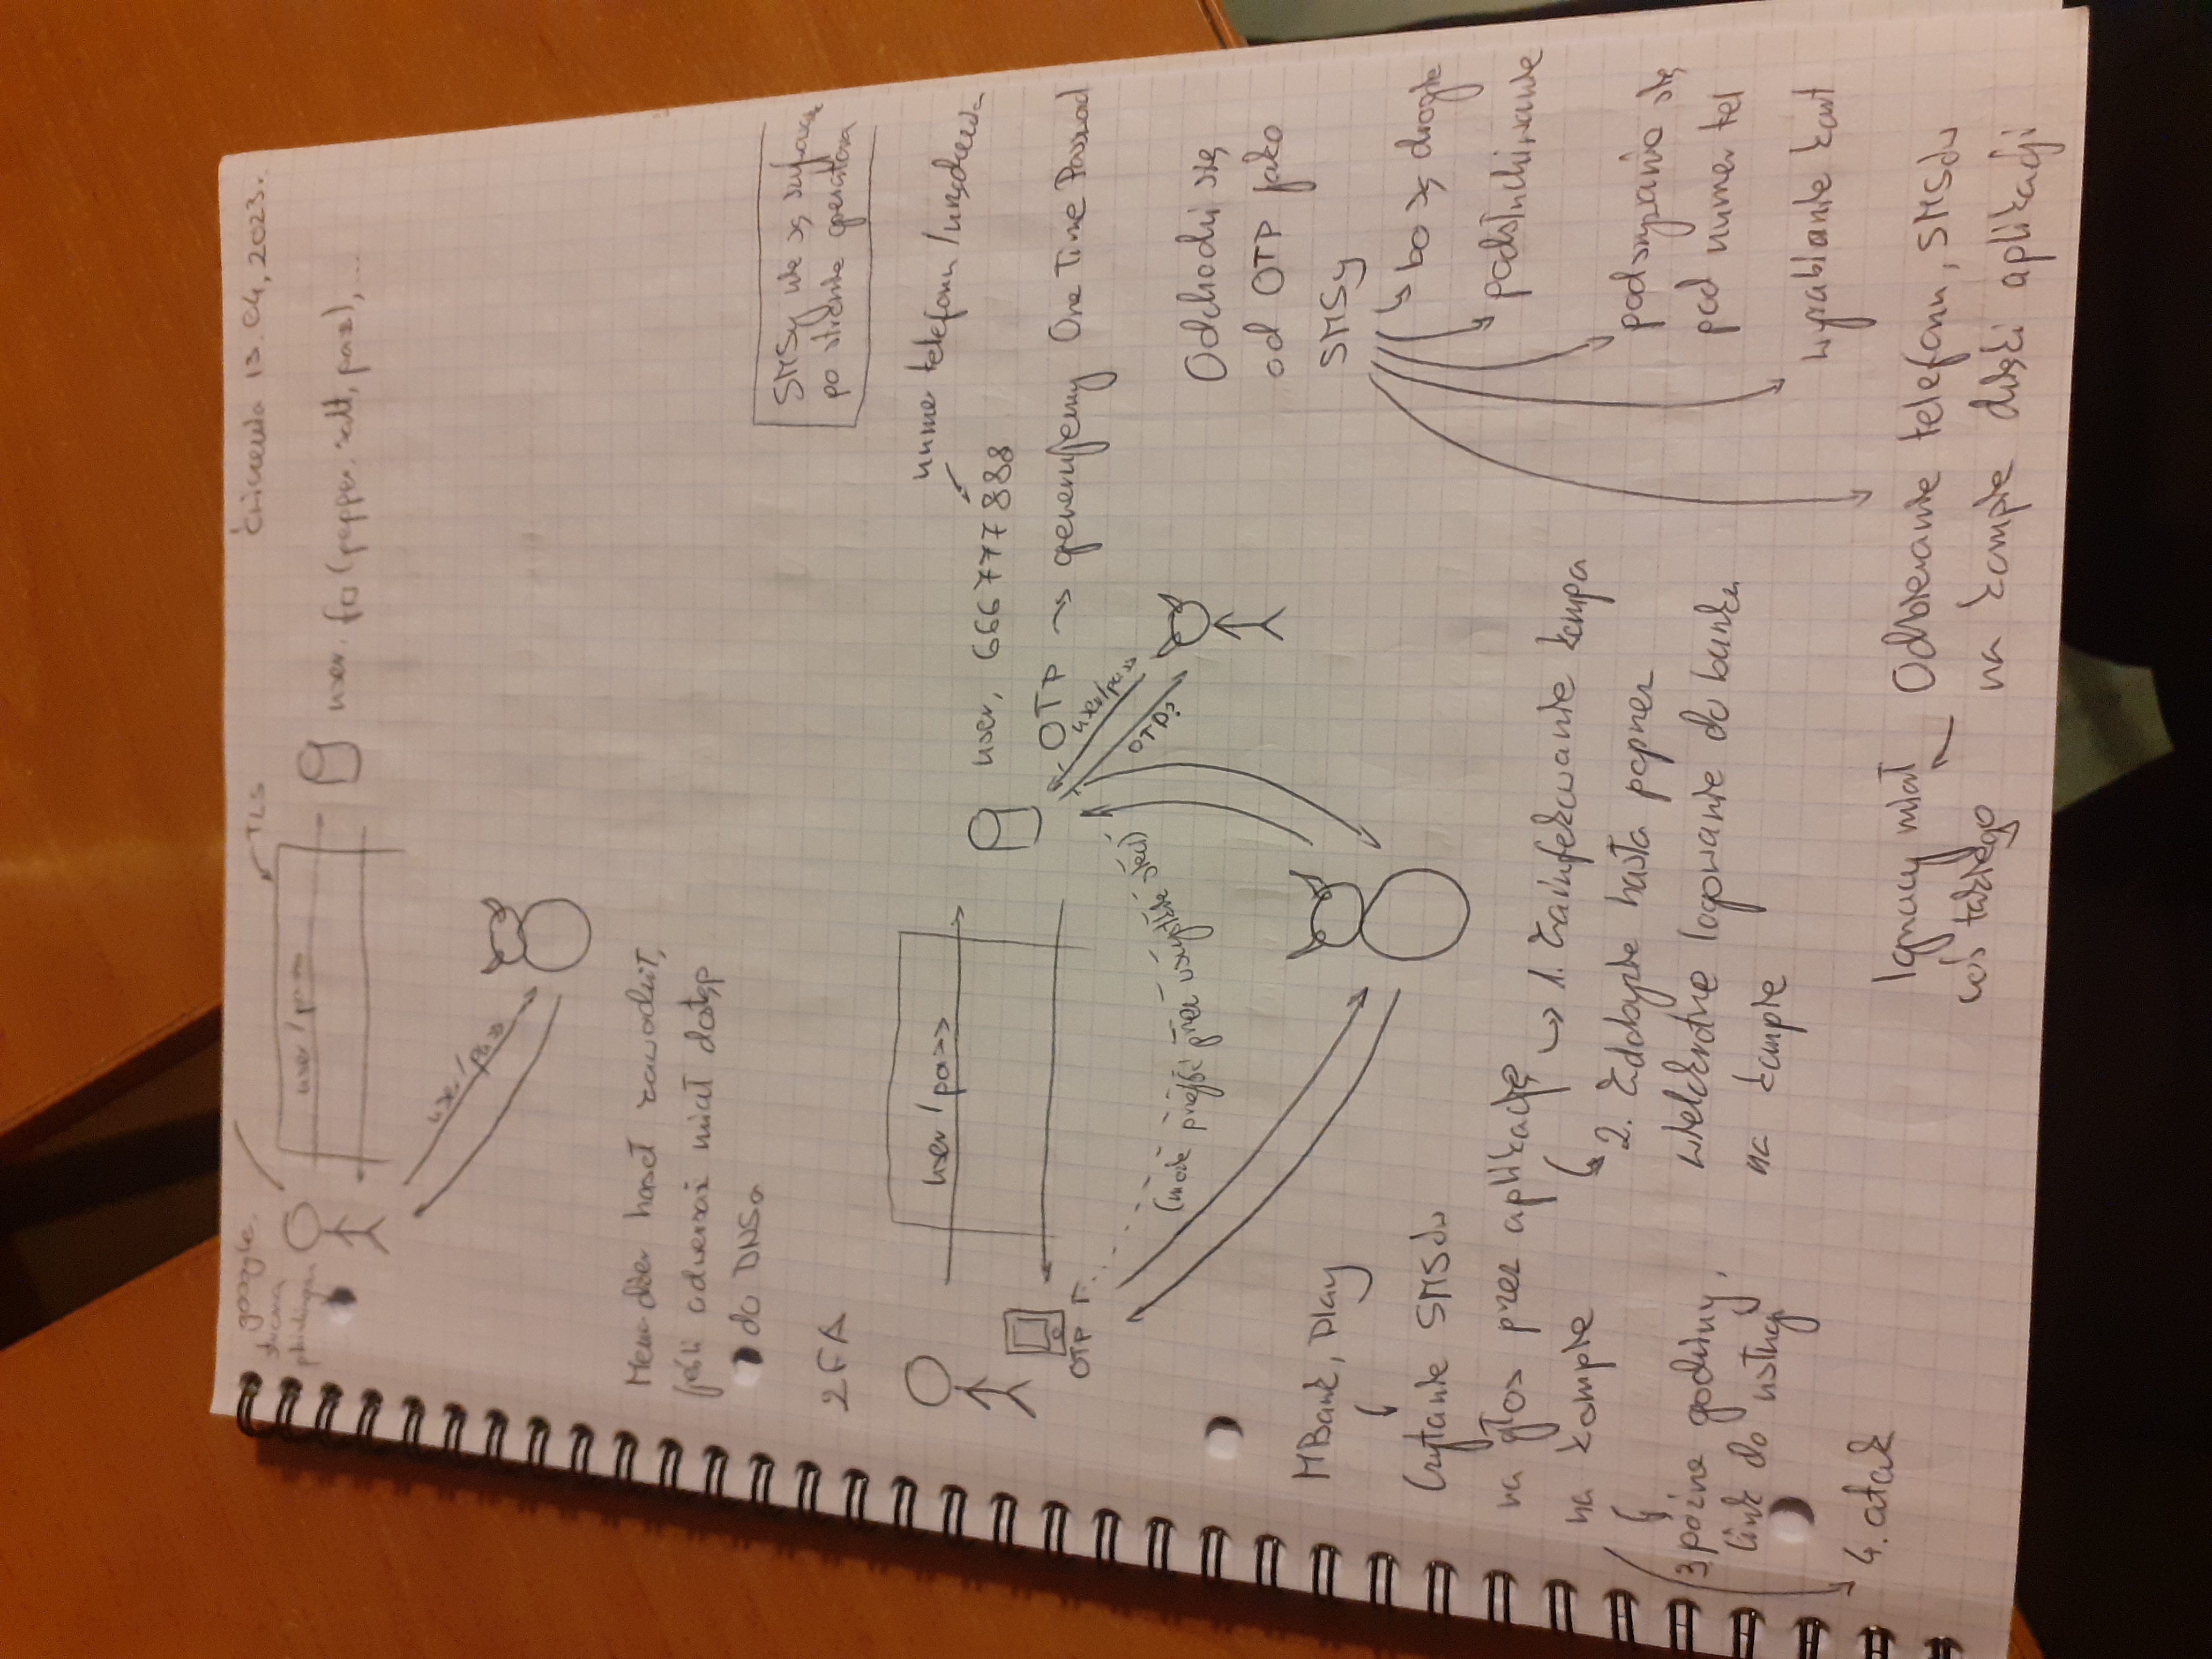 google,
strona
phishingowa
TLS
Ćwiczenia 13.04.2023r.
user/pass
user, f(pepper, salt, pass), ...
user/pass
Menadżer haseł zawodził,
jeśli adwersaż miał dostęp
do DNSa
SMSy nie są szyfrowane
po stronie operatora
2FA
numer telefonu/urządzenia
user/pass
user, 666777888
OTP
OTP → generujemy One Time Password
user/pass
OTP?
(może przejść przez wszystkie sieci)
Odchodzi się
od OTP jako
SMSy
MBank, Play
bo są drogie
Czytanie SMSów
podsłuchiwanie
na głos przez aplikację
na kompie
1. Zainfekowanie kompa
2. Zdobycie hasła poprzez
wielokrotne logowanie do banku
na kompie
podszywanie się
pod numer tel
3 późne godziny,
link do usługi
wyrabianie kart
4. atak
Ignacy miał
coś takiego
Odbieranie telefonu, SMSów
na kompie dzięki aplikacji